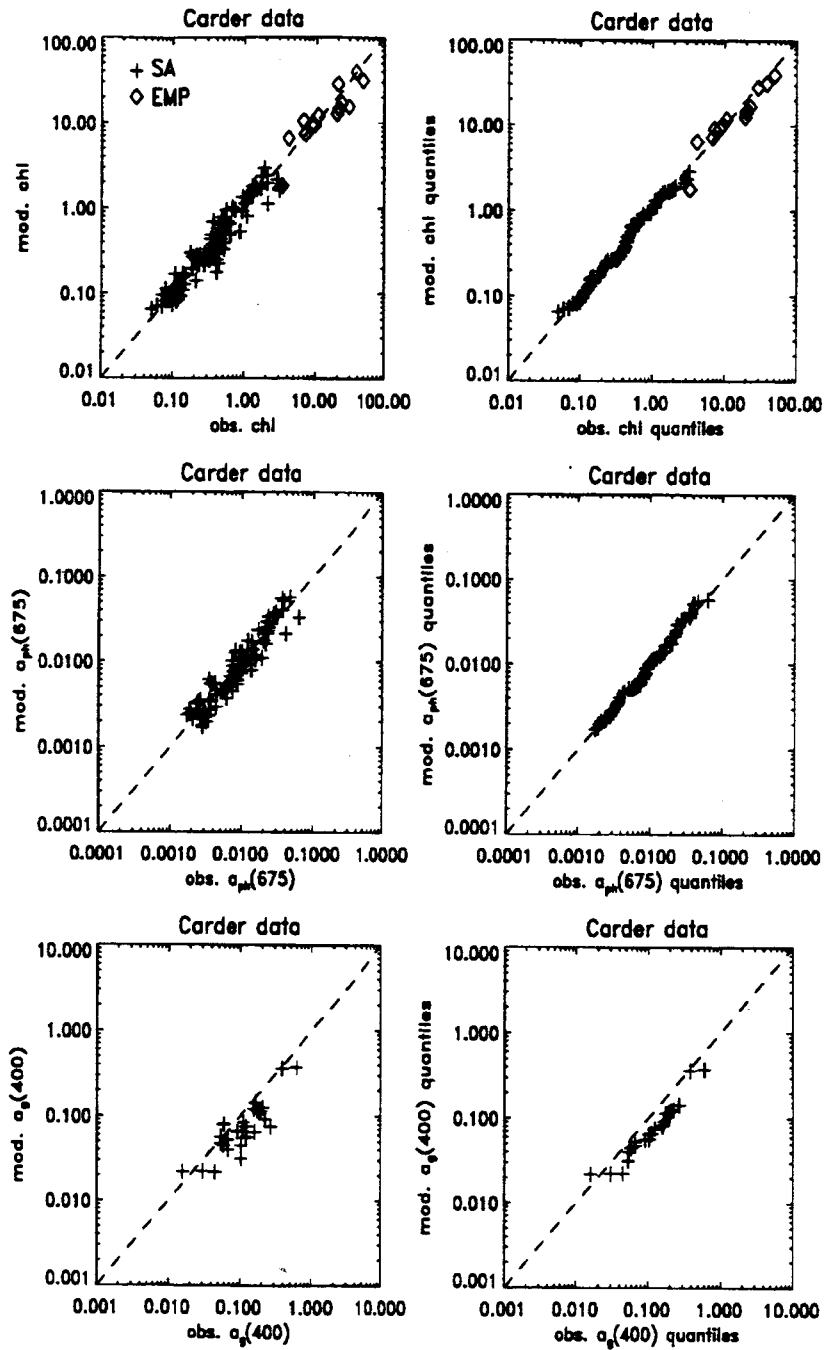 Carder data
100.00
10.00
1.00
0.10
0.01
mod. chl
+ SA
◇ EMP
0.01 0.10 1.00 10.00 100.00
obs. chl
Carder data
100.00
10.00
1.00
0.10
0.01
mod. chl quantiles
0.01 0.10 1.00 10.00 100.00
obs. chl quantiles
Carder data
1.0000
0.1000
0.0100
0.0010
0.0001
mod. a_ph(675)
0.0001 0.0010 0.0100 0.1000 1.0000
obs. a_ph(675)
Carder data
1.0000
0.1000
0.0100
0.0010
0.0001
mod. a_ph(675) quantiles
0.0001 0.0010 0.0100 0.1000 1.0000
obs. a_ph(675) quantiles
Carder data
10.000
1.000
0.100
0.010
0.001
mod. a_g(400)
0.001 0.010 0.100 1.000 10.000
obs. a_g(400)
Carder data
10.000
1.000
0.100
0.010
0.001
mod. a_g(400) quantiles
0.001 0.010 0.100 1.000 10.000
obs. a_g(400) quantiles